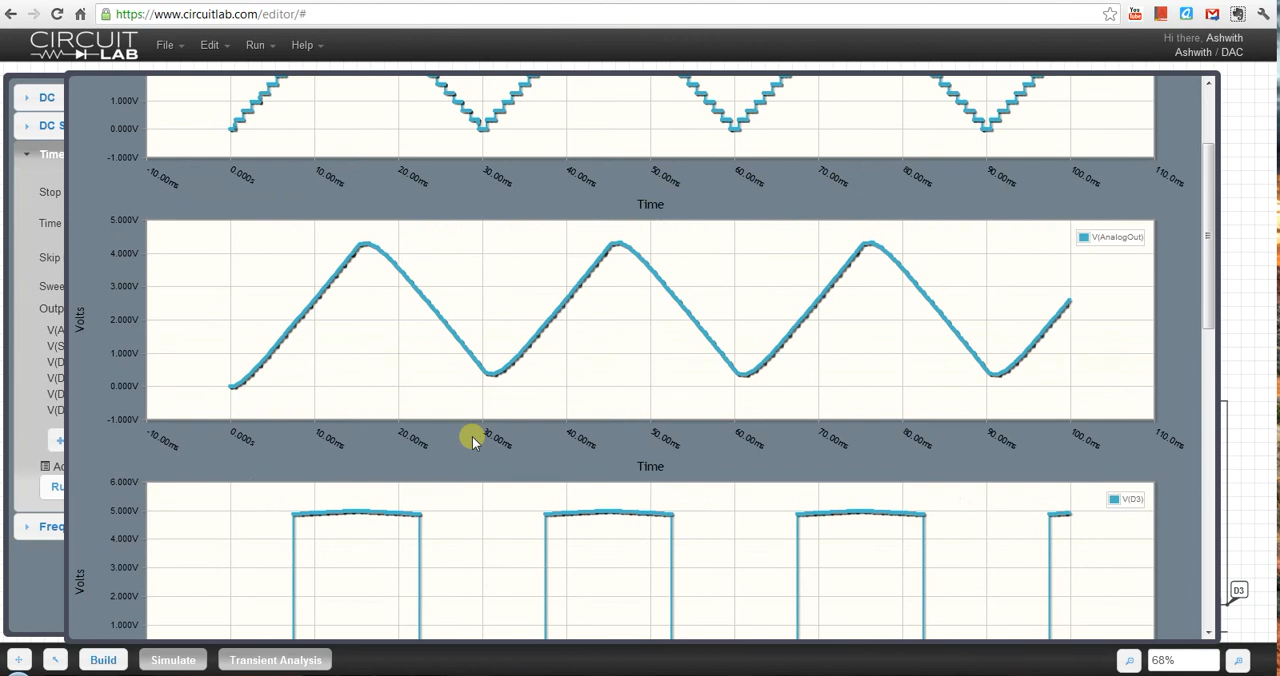 https://www.circuitlab.com/editor/#
CIRCUIT LAB
File Edit Run Help
Hi there, Ashwith
Ashwith / DAC
DC
DC S
Time
Stop
Time
Skip
Swee
Outp
V(A
V(S
V(D
V(D
V(D
V(D
Ad
Ru
Freq
1.000V
0.000V
-1.000V
-10.00ms 0.000s 10.00ms 20.00ms 30.00ms 40.00ms 50.00ms 60.00ms 70.00ms 80.00ms 90.00ms 100.0ms 110.0ms
Time
5.000V
4.000V
3.000V
2.000V
1.000V
0.000V
-1.000V
Volts
V(AnalogOut)
-10.00ms 0.000s 10.00ms 20.00ms 30.00ms 40.00ms 50.00ms 60.00ms 70.00ms 80.00ms 90.00ms 100.0ms 110.0ms
Time
6.000V
5.000V
4.000V
3.000V
2.000V
1.000V
Volts
V(D3)
D3
Build Simulate Transient Analysis 68%
You Tube